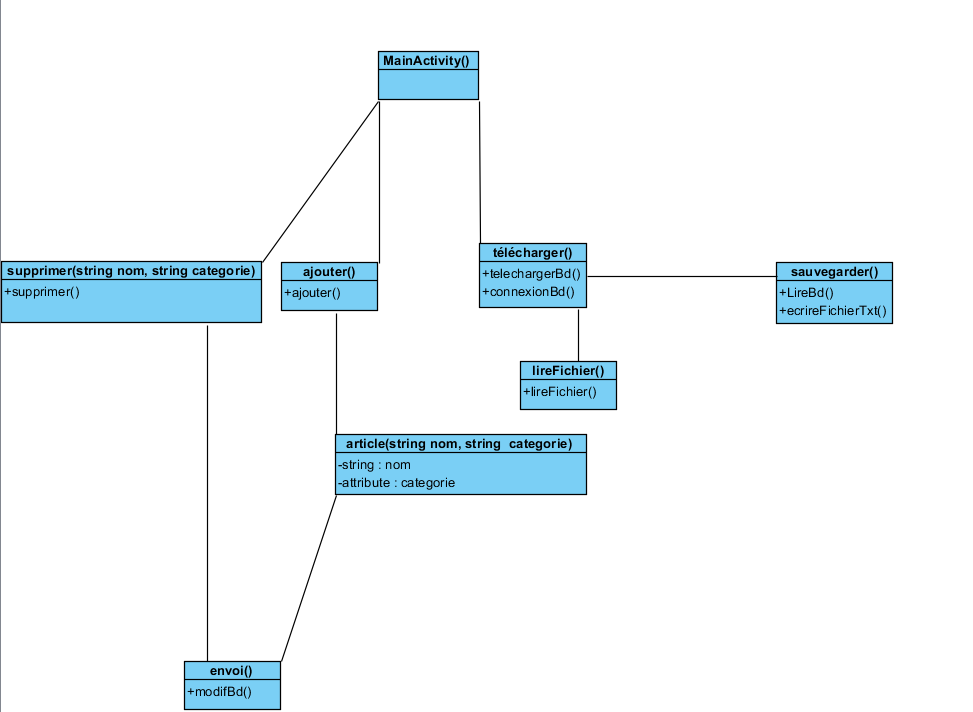 MainActivity()
supprimer(string nom, string categorie)
+supprimer()
ajouter()
+ajouter()
télécharger()
+telechargerBd()
+connexionBd()
sauvegarder()
+LireBd()
+ecrireFichierTxt()
lireFichier()
+lireFichier()
article(string nom, string categorie)
-string : nom
-attribute : categorie
envoi()
+modifBd()